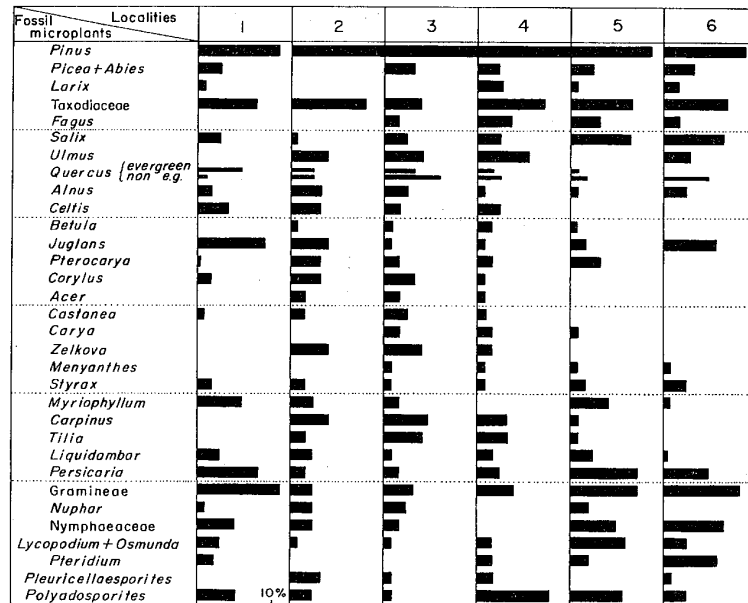 Fossil microplants Localities 1 2 3 4 5 6
Pinus
Picea+Abies
Larix
Taxodiaceae
Fagus
Salix
Ulmus
Quercus { evergreen
non e.g.
Alnus
Celtis
Betula
Juglans
Pterocarya
Corylus
Acer
Castanea
Carya
Zelkova
Menyanthes
Styrax
Myriophyllum
Carpinus
Tilia
Liquidambar
Persicaria
Gramineae
Nuphar
Nymphaeaceae
Lycopodium+Osmunda
Pteridium
Pleuricellaesporites
Polyadosporites 10%